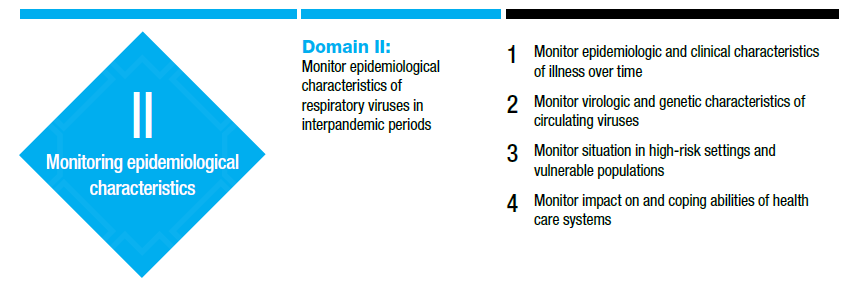 II
Monitoring epidemiological
characteristics
Domain II:
Monitor epidemiological
characteristics of
respiratory viruses in
interpandemic periods
1 Monitor epidemiologic and clinical characteristics
of illness over time
2 Monitor virologic and genetic characteristics of
circulating viruses
3 Monitor situation in high-risk settings and
vulnerable populations
4 Monitor impact on and coping abilities of health
care systems